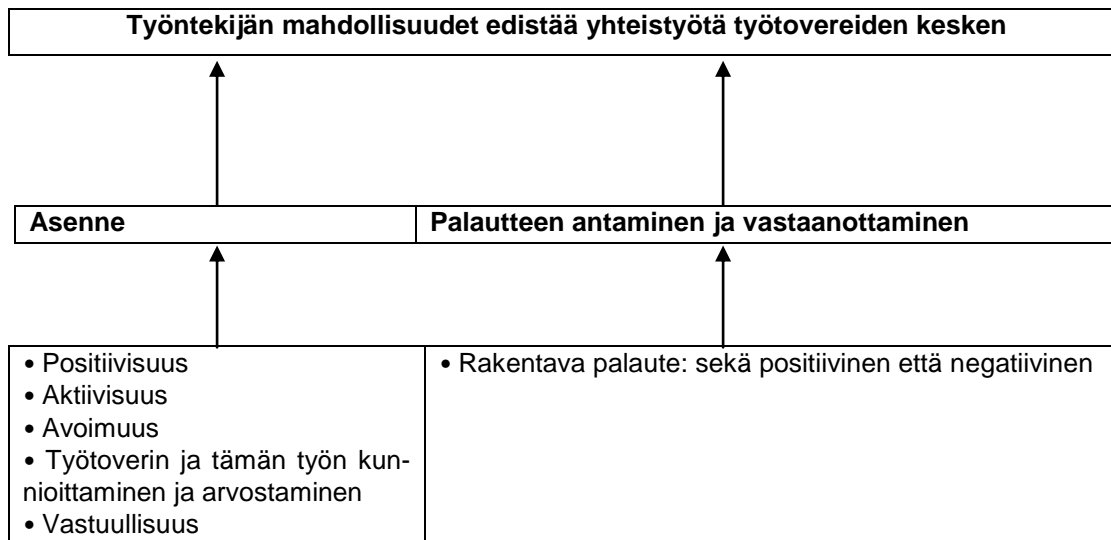 Työntekijän mahdollisuudet edistää yhteistyötä työtovereiden kesken
Asenne
Palautteen antaminen ja vastaanottaminen
• Positiivisuus
• Aktiivisuus
• Avoimuus
• Työtoverin ja tämän työn kun-
nioittaminen ja arvostaminen
• Vastuullisuus
• Rakentava palaute: sekä positiivinen että negatiivinen